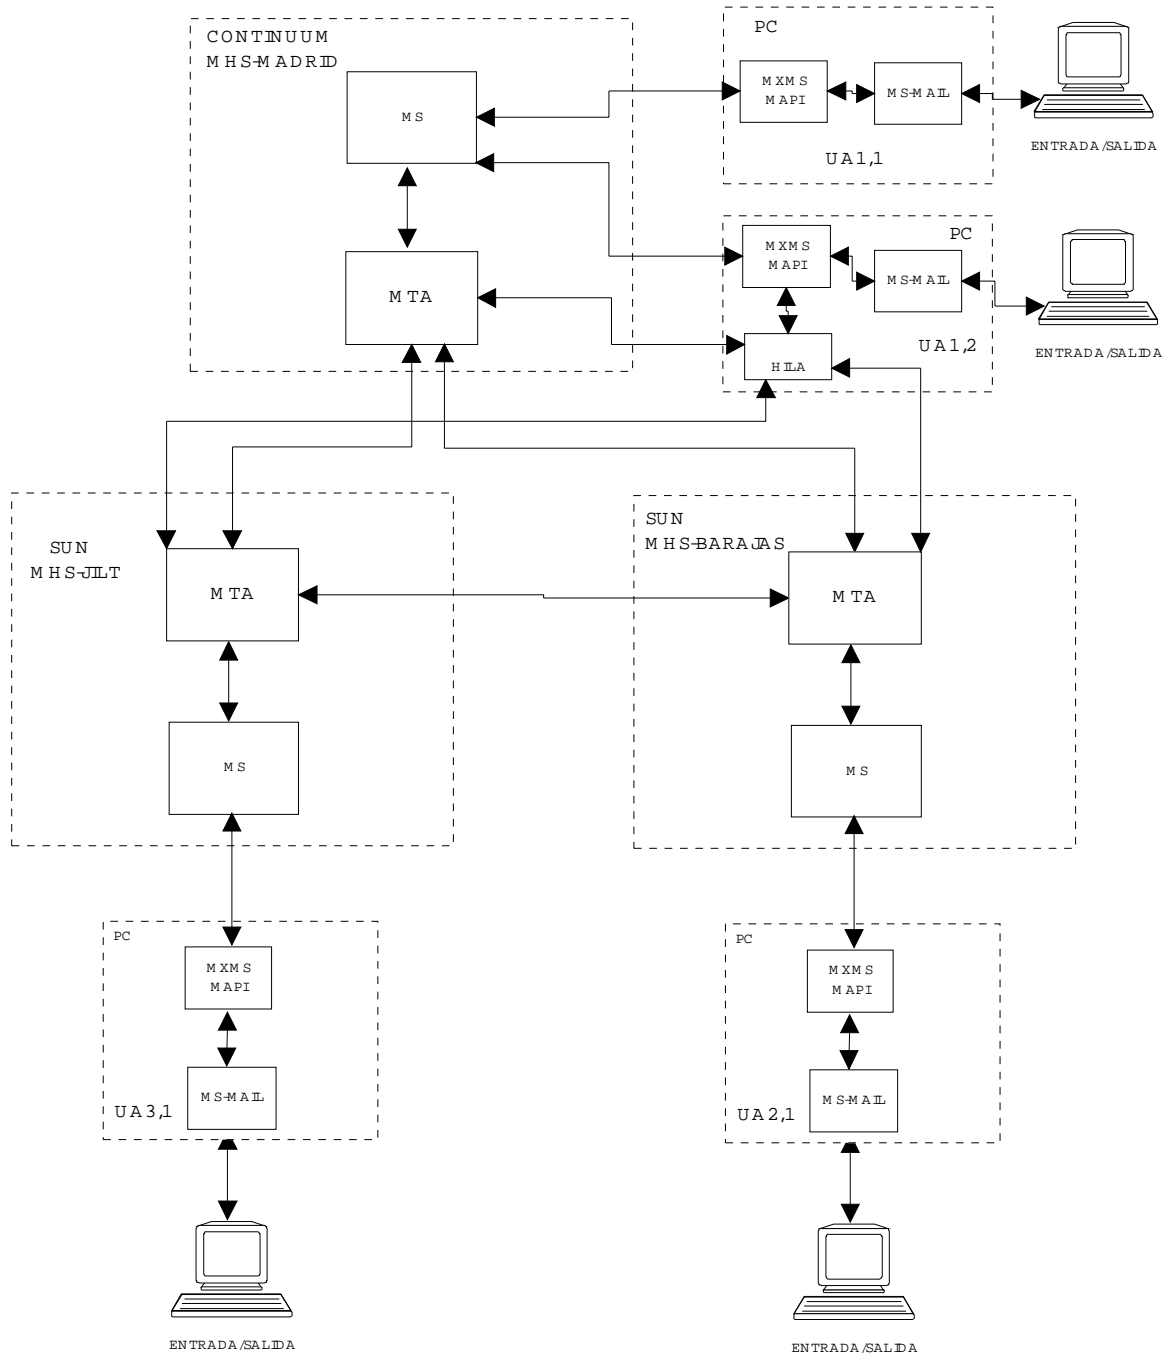 CONTINUUM
MHS-MADRID
MS
MTA
PC
MXMS
MAPI
MS-MAIL
UA1,1
ENTRADA/SALIDA
PC
MXMS
MAPI
MS-MAIL
HILA
UA1,2
ENTRADA/SALIDA
SUN
MHS-JILT
MTA
MS
SUN
MHS-BARAJAS
MTA
MS
PC
MXMS
MAPI
MS-MAIL
UA3,1
ENTRADA/SALIDA
PC
MXMS
MAPI
MS-MAIL
UA2,1
ENTRADA/SALIDA